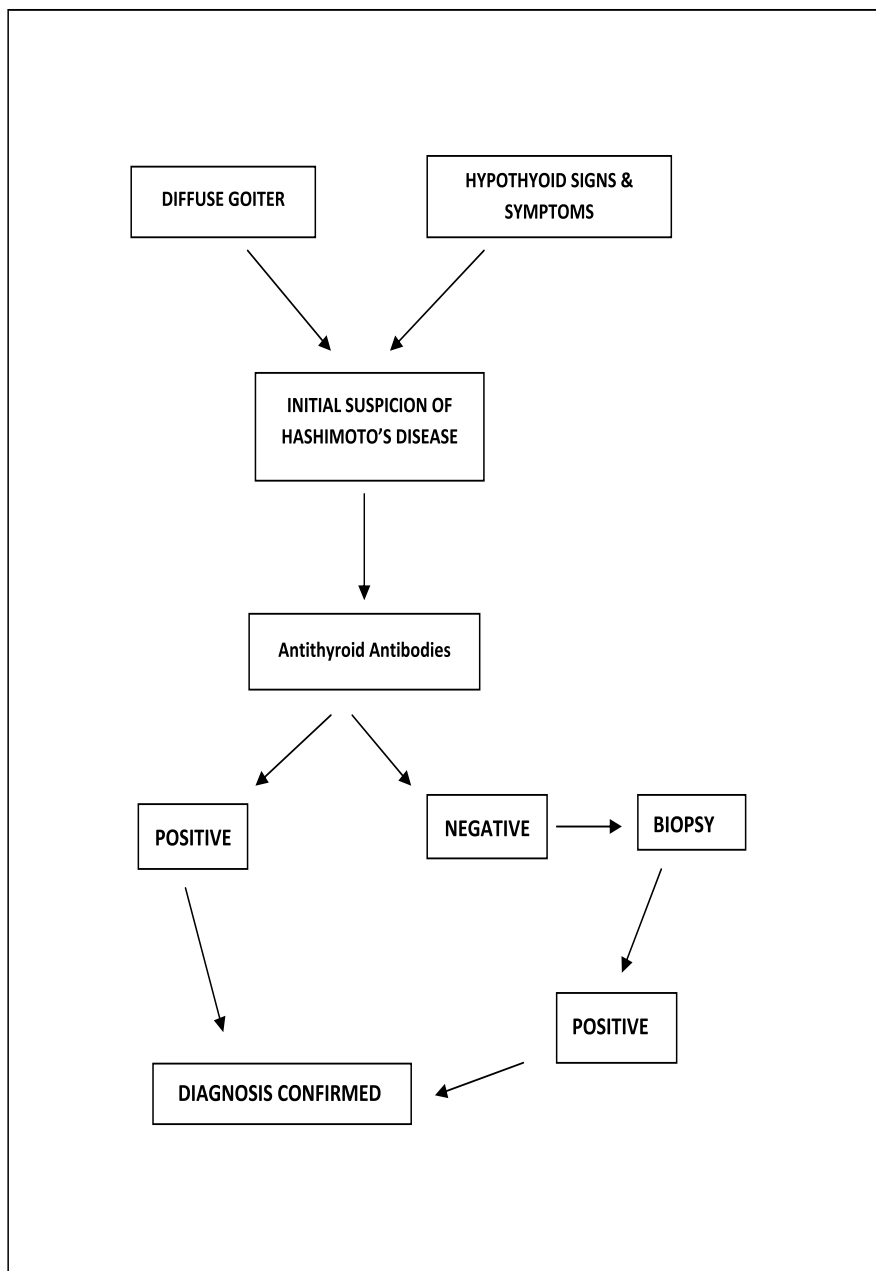 DIFFUSE GOITER
HYPOTHYOID SIGNS &
SYMPTOMS
INITIAL SUSPICION OF
HASHIMOTO’S DISEASE
Antithyroid Antibodies
POSITIVE
NEGATIVE
BIOPSY
POSITIVE
DIAGNOSIS CONFIRMED